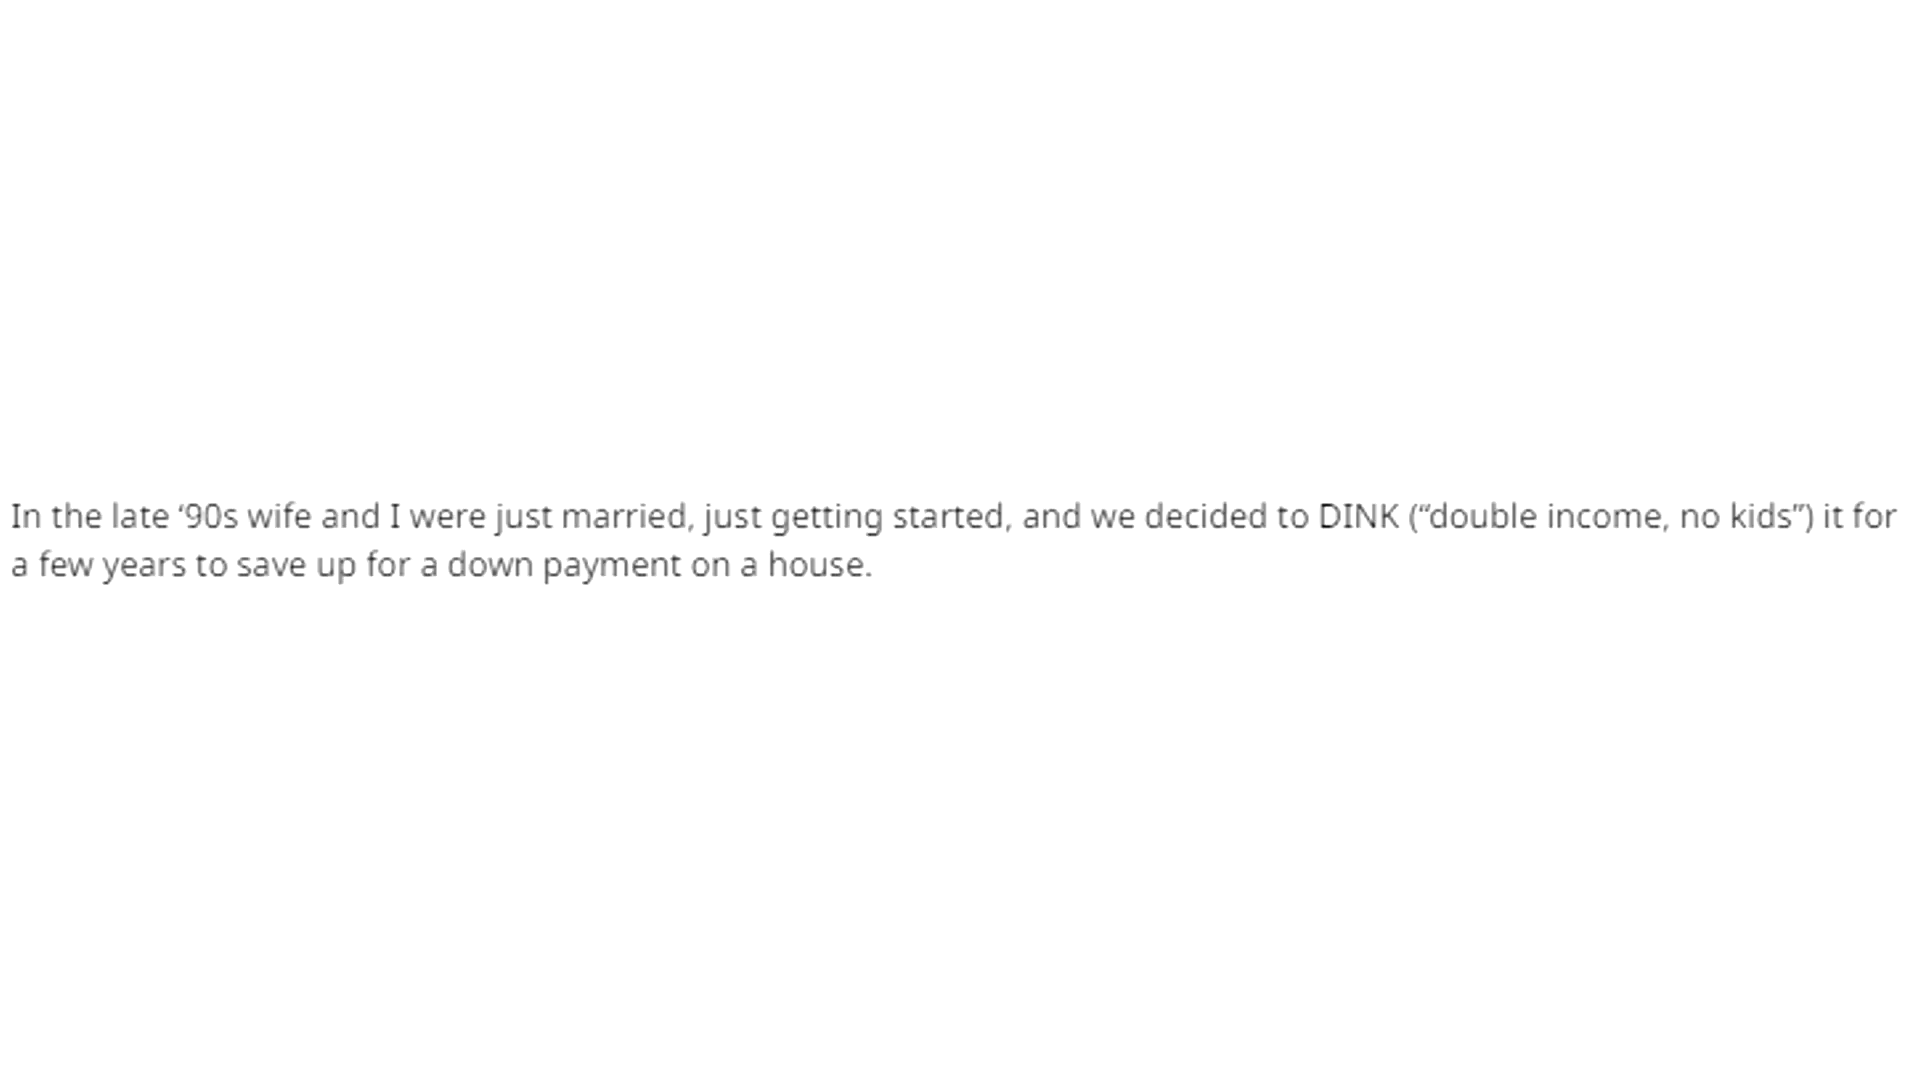 In the late ‘90s wife and I were just married, just getting started, and we decided to DINK (“double income, no kids”) it for
a few years to save up for a down payment on a house.